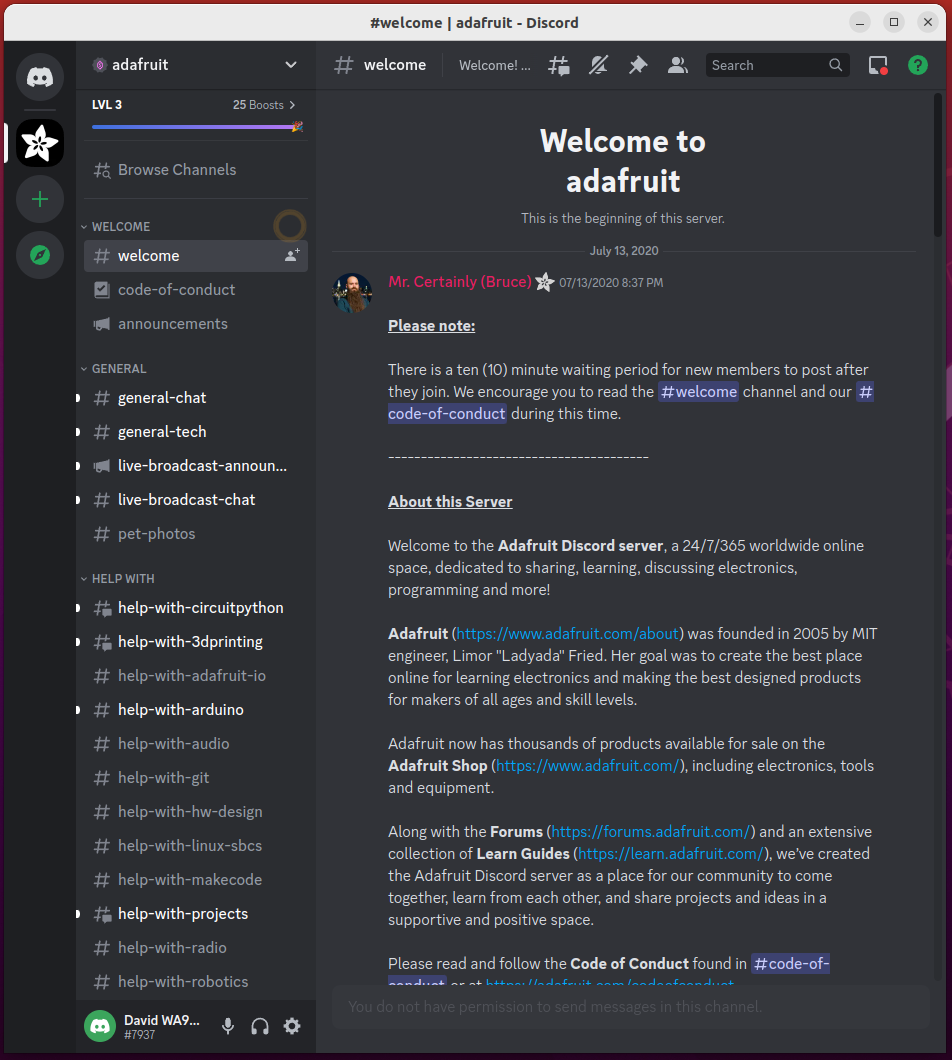 #welcome | adafruit - Discord
adafruit
LVL 3
25 Boosts
Browse Channels
WELCOME
welcome
code-of-conduct
announcements
GENERAL
general-chat
general-tech
live-broadcast-announ...
live-broadcast-chat
pet-photos
HELP WITH
help-with-circuitpython
help-with-3dprinting
help-with-adafruit-io
help-with-arduino
help-with-audio
help-with-git
help-with-hw-design
help-with-linux-sbcs
help-with-makecode
help-with-projects
help-with-radio
help-with-robotics
David WA9...
#7937
# welcome
Welcome! ...
Search
Welcome to
adafruit
This is the beginning of this server.
July 13, 2020
Mr. Certainly (Bruce) 07/13/2020 8:37 PM
Please note:
There is a ten (10) minute waiting period for new members to post after
they join. We encourage you to read the #welcome channel and our #
code-of-conduct during this time.
----------------------------------------
About this Server
Welcome to the Adafruit Discord server, a 24/7/365 worldwide online
space, dedicated to sharing, learning, discussing electronics,
programming and more!
Adafruit (https://www.adafruit.com/about) was founded in 2005 by MIT
engineer, Limor "Ladyada" Fried. Her goal was to create the best place
online for learning electronics and making the best designed products
for makers of all ages and skill levels.
Adafruit now has thousands of products available for sale on the
Adafruit Shop (https://www.adafruit.com/), including electronics, tools
and equipment.
Along with the Forums (https://forums.adafruit.com/) and an extensive
collection of Learn Guides (https://learn.adafruit.com/), we've created
the Adafruit Discord server as a place for our community to come
together, learn from each other, and share projects and ideas in a
supportive and positive space.
Please read and follow the Code of Conduct found in #code-of-
conduct or at https://adafruit.com/codeofconduct
You do not have permission to send messages in this channel.